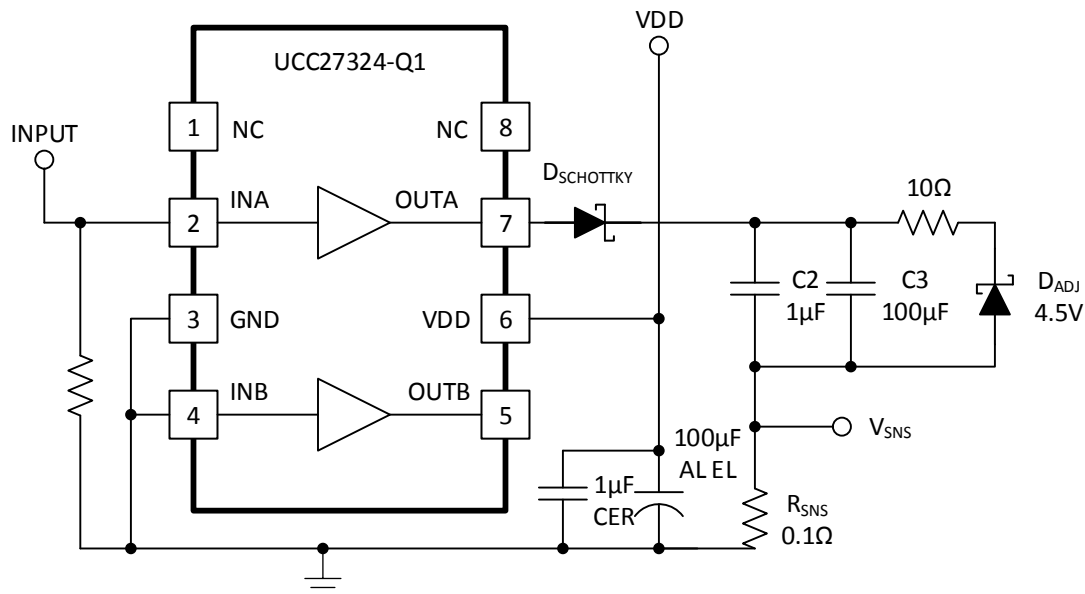 VDD
UCC27324-Q1
INPUT
1 NC
NC 8
DSCHOTTKY
2 INA
OUTA 7
10Ω
3 GND
VDD 6
C2
1µF
C3
100µF
DADJ
4.5V
4 INB
OUTB 5
VSNS
100µF
AL EL
1µF
CER
RSNS
0.1Ω